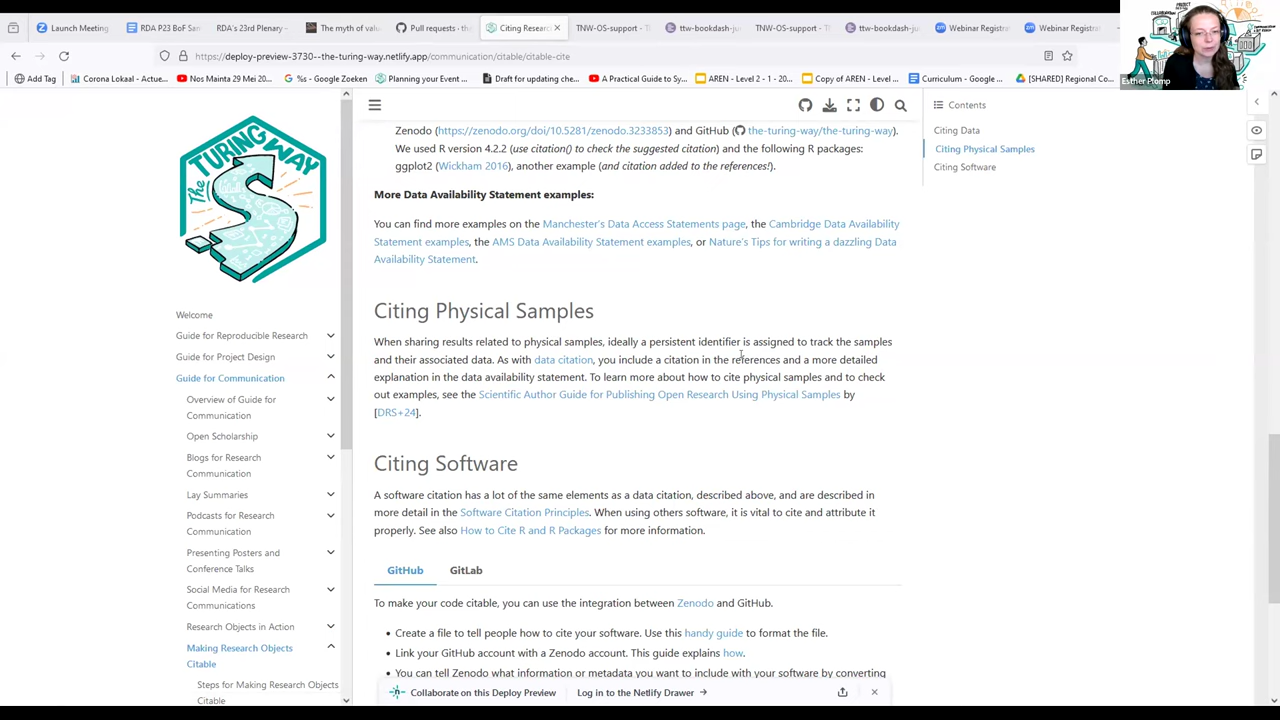 Launch Meeting
RDA P23 BoF San
RDA's 23rd Plenary -
The myth of val
Pull requests ·
Citing Resear
TNW-OS-support - T
ttw-bookdash-ju
TNW-OS-support
ttw-bookdash-ju
Webinar Registrat
Webinar Registrat
https://deploy-preview-3730--the-turing-way.netlify.app/communication/citable/citable-cite
Add Tag
Corona Lokaal - Actue...
Nos Mainta 29 Mei 20...
%s - Google Zoeken
Planning your Event ...
Draft for updating che...
A Practical Guide to Sy...
AREN - Level 2 - 1 - 20...
Copy of AREN - Level ...
Curriculum - Google ...
[SHARED] Regional Co...
Esther Plomp
THE TURING WAY
Welcome
Guide for Reproducible Research
Guide for Project Design
Guide for Communication
Overview of Guide for
Communication
Open Scholarship
Blogs for Research
Communication
Lay Summaries
Podcasts for Research
Communication
Presenting Posters and
Conference Talks
Social Media for Research
Communications
Research Objects in Action
Making Research Objects
Citable
Steps for Making Research Objects
Citable
Zenodo (https://zenodo.org/doi/10.5281/zenodo.3233853) and GitHub ( the-turing-way/the-turing-way).
We used R version 4.2.2 (use citation() to check the suggested citation) and the following R packages:
ggplot2 (Wickham 2016), another example (and citation added to the references!).
More Data Availability Statement examples:
You can find more examples on the Manchester's Data Access Statements page, the Cambridge Data Availability
Statement examples, the AMS Data Availability Statement examples, or Nature's Tips for writing a dazzling Data
Availability Statement.
Citing Physical Samples
When sharing results related to physical samples, ideally a persistent identifier is assigned to track the samples
and their associated data. As with data citation, you include a citation in the references and a more detailed
explanation in the data availability statement. To learn more about how to cite physical samples and to check
out examples, see the Scientific Author Guide for Publishing Open Research Using Physical Samples by
[DRS+24].
Citing Software
A software citation has a lot of the same elements as a data citation, described above, and are described in
more detail in the Software Citation Principles. When using others software, it is vital to cite and attribute it
properly. See also How to Cite R and R Packages for more information.
GitHub
GitLab
To make your code citable, you can use the integration between Zenodo and GitHub.
• Create a file to tell people how to cite your software. Use this handy guide to format the file.
• Link your GitHub account with a Zenodo account. This guide explains how.
• You can tell Zenodo what information or metadata you want to include with your software by converting
Collaborate on this Deploy Preview
Log in to the Netlify Drawer →
Contents
Citing Data
Citing Physical Samples
Citing Software